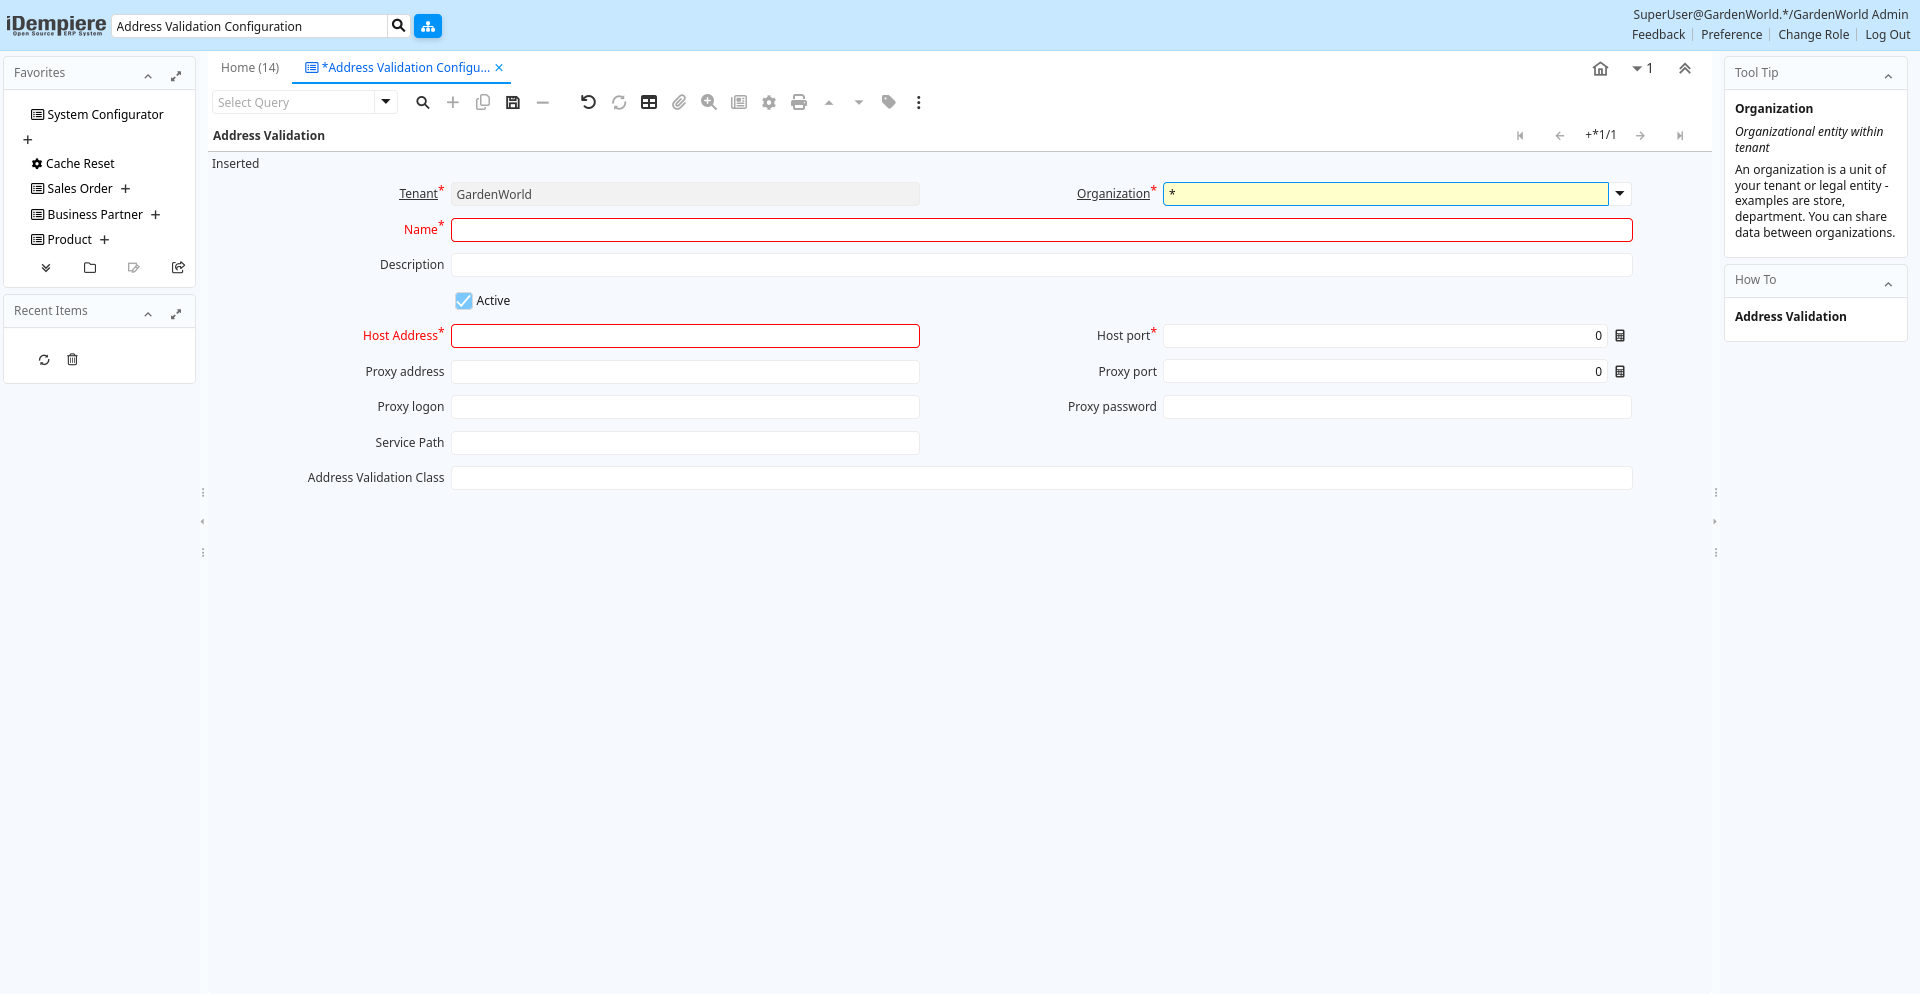 iDempiere
Open Source ERP System
Address Validation Configuration
SuperUser@GardenWorld.*/GardenWorld Admin
Feedback
Preference
Change Role
Log Out
Favorites
System Configurator
Cache Reset
Sales Order
Business Partner
Product
Recent Items
Home (14)
*Address Validation Configu...
1
Select Query
Address Validation
+*1/1
Inserted
Tenant*
GardenWorld
Organization*
*
Name*
Description
Active
Host Address*
Host port*
0
Proxy address
Proxy port
0
Proxy logon
Proxy password
Service Path
Address Validation Class
Tool Tip
Organization
Organizational entity within
tenant
An organization is a unit of
your tenant or legal entity -
examples are store,
department. You can share
data between organizations.
How To
Address Validation